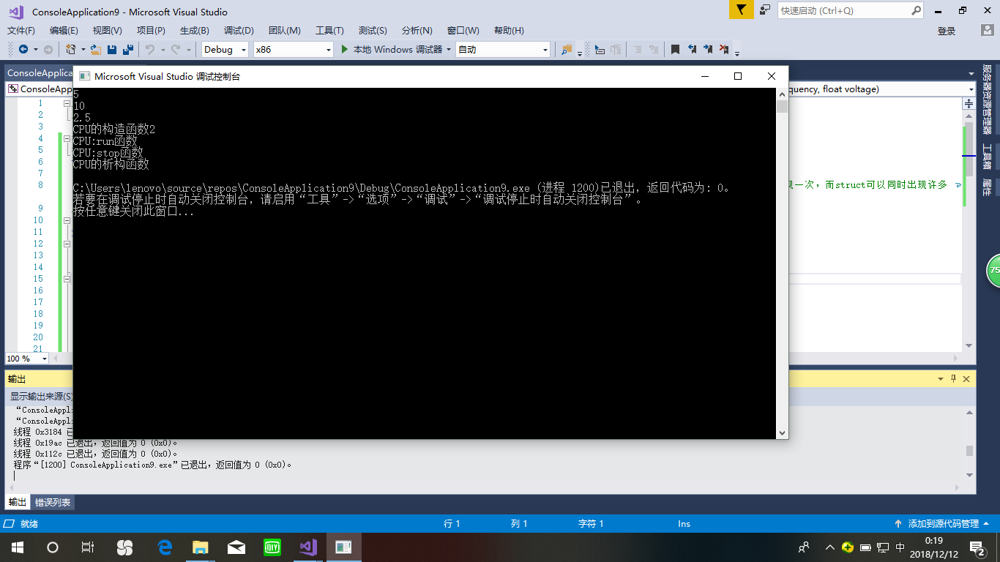 ConsoleApplication9 - Microsoft Visual Studio
快速启动 (Ctrl+Q)
文件(F) 编辑(E) 视图(V) 项目(P) 生成(B) 调试(D) 团队(M) 工具(T) 测试(S) 分析(N) 窗口(W) 帮助(H) 登录
Debug x86 本地 Windows 调试器 自动
ConsoleApplica
Microsoft Visual Studio 调试控制台
ConsoleApp
quency, float voltage)
服务器资源管理器
工具箱
属性
1
2
3
4
5
6
7
8
9
10
11
12
13
14
15
16
17
18
19
20
21
5
10
2.5
CPU的构造函数2
CPU:run函数
CPU:stop函数
CPU的析构函数
C:\Users\lenovo\source\repos\ConsoleApplication9\Debug\ConsoleApplication9.exe (进程 1200)已退出，返回代码为: 0。
若要在调试停止时自动关闭控制台，请启用“工具”->“选项”->“调试”->“调试停止时自动关闭控制台”。
按任意键关闭此窗口...
一次，而struct可以同时出现许多
75
100 %
输出
显示输出来源(S)
“ConsoleAppl
“ConsoleAppl
线程 0x3184 已
线程 0x19ac 已退出，返回值为 0 (0x0)。
线程 0x112c 已退出，返回值为 0 (0x0)。
程序“[1200] ConsoleApplication9.exe”已退出，返回值为 0 (0x0)。
输出 错误列表
就绪 行 1 列 1 字符 1 Ins 添加到源代码管理
DIY
中
0:19
2018/12/12
2